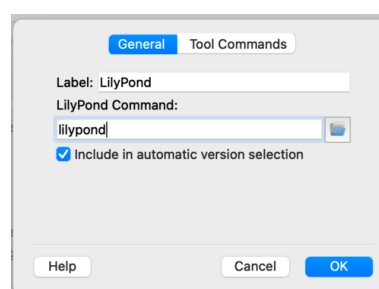 General Tool Commands
Label: LilyPond
LilyPond Command:
lilypond
Include in automatic version selection
Help Cancel OK